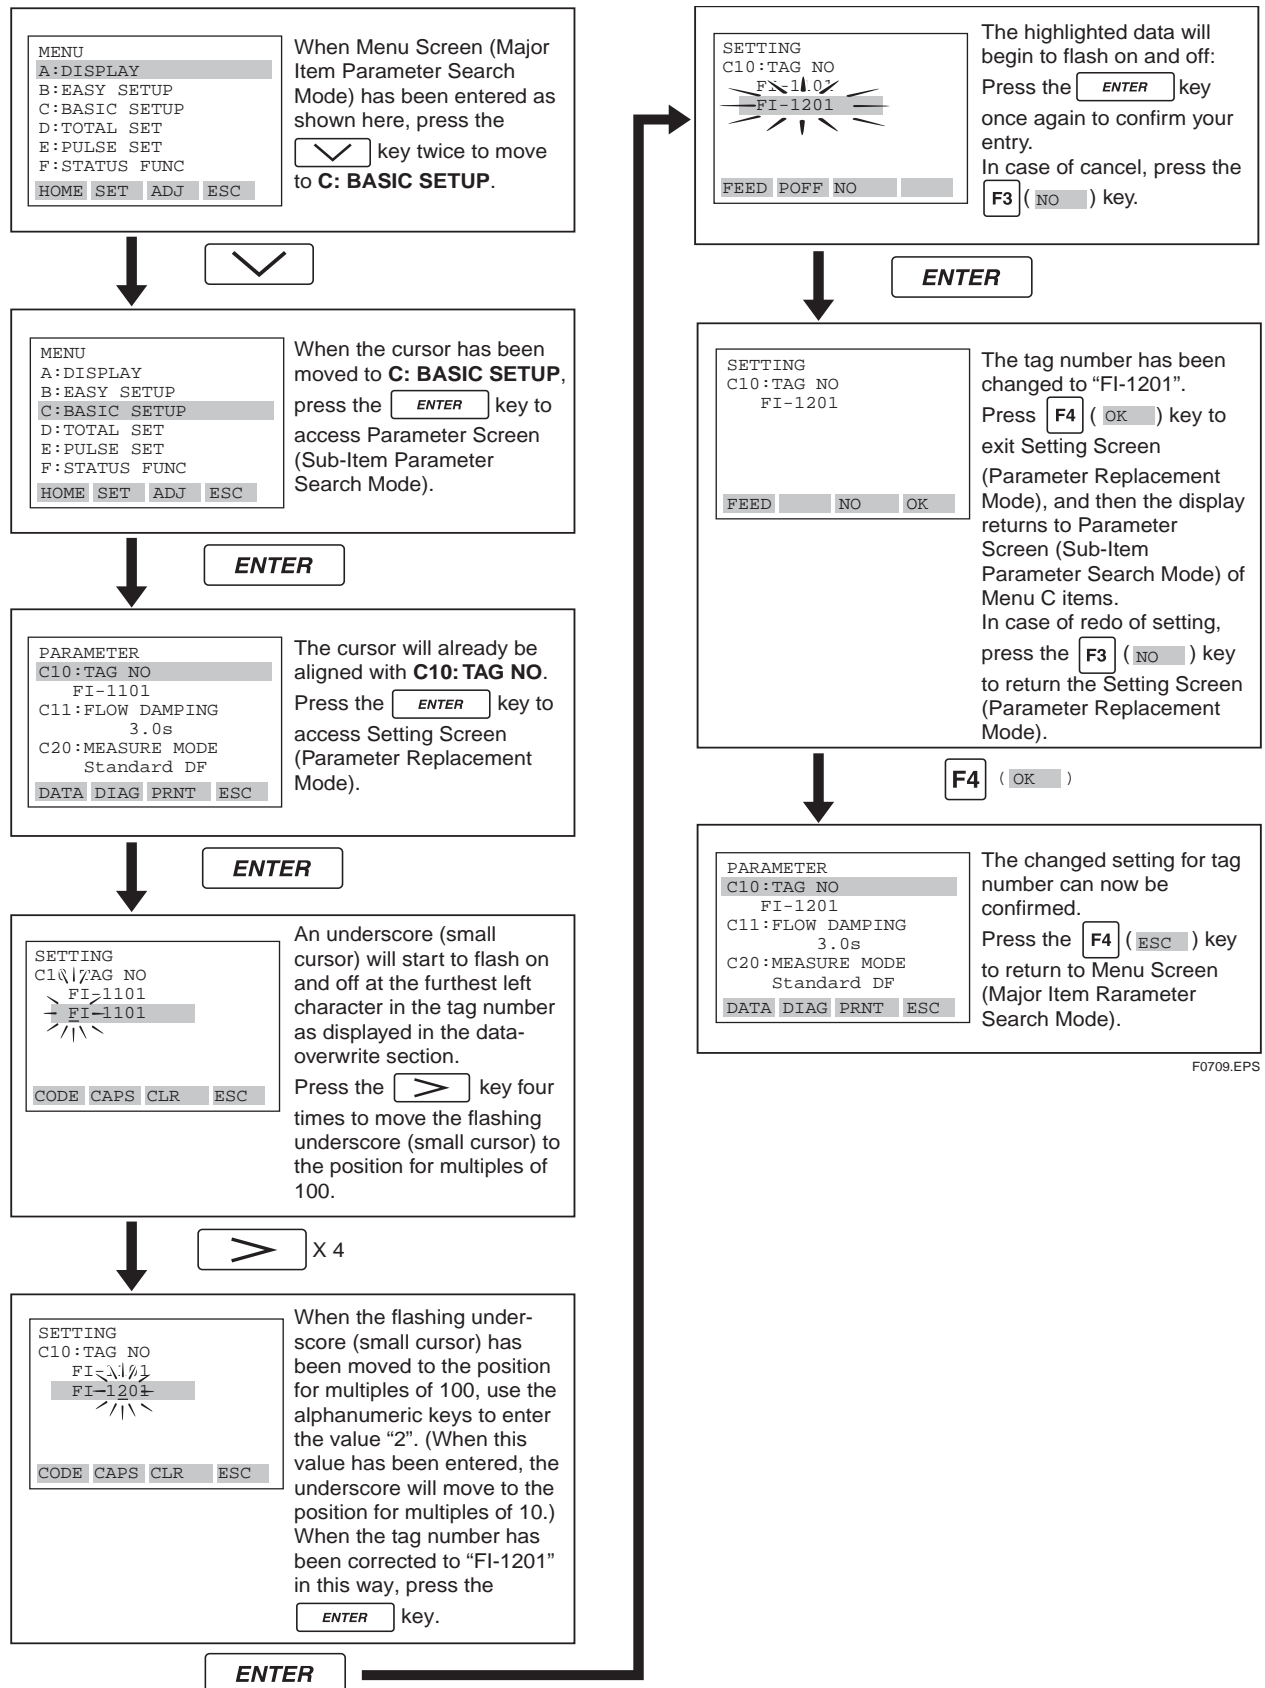 MENU
A:DISPLAY
B:EASY SETUP
C:BASIC SETUP
D:TOTAL SET
E:PULSE SET
F:STATUS FUNC
HOME SET ADJ ESC
When Menu Screen (Major
Item Parameter Search
Mode) has been entered as
shown here, press the
key twice to move
to C: BASIC SETUP.
MENU
A:DISPLAY
B:EASY SETUP
C:BASIC SETUP
D:TOTAL SET
E:PULSE SET
F:STATUS FUNC
HOME SET ADJ ESC
When the cursor has been
moved to C: BASIC SETUP,
press the ENTER key to
access Parameter Screen
(Sub-Item Parameter
Search Mode).
ENTER
PARAMETER
C10:TAG NO
FI-1101
C11:FLOW DAMPING
3.0s
C20:MEASURE MODE
Standard DF
DATA DIAG PRNT ESC
The cursor will already be
aligned with C10: TAG NO.
Press the ENTER key to
access Setting Screen
(Parameter Replacement
Mode).
ENTER
SETTING
C10:TAG NO
FI-1101
FI-1101
CODE CAPS CLR ESC
An underscore (small
cursor) will start to flash on
and off at the furthest left
character in the tag number
as displayed in the data-
overwrite section.
Press the > key four
times to move the flashing
underscore (small cursor) to
the position for multiples of
100.
> X 4
SETTING
C10:TAG NO
FI-1101
FI-1201
CODE CAPS CLR ESC
When the flashing under-
score (small cursor) has
been moved to the position
for multiples of 100, use the
alphanumeric keys to enter
the value “2”. (When this
value has been entered, the
underscore will move to the
position for multiples of 10.)
When the tag number has
been corrected to “FI-1201”
in this way, press the
ENTER key.
ENTER
SETTING
C10:TAG NO
FI-1101
FI-1201
FEED POFF NO
The highlighted data will
begin to flash on and off:
Press the ENTER key
once again to confirm your
entry.
In case of cancel, press the
F3 ( NO ) key.
ENTER
SETTING
C10:TAG NO
FI-1201
FEED NO OK
The tag number has been
changed to “FI-1201”.
Press F4 ( OK ) key to
exit Setting Screen
(Parameter Replacement
Mode), and then the display
returns to Parameter
Screen (Sub-Item
Parameter Search Mode) of
Menu C items.
In case of redo of setting,
press the F3 ( NO ) key
to return the Setting Screen
(Parameter Replacement
Mode).
F4 ( OK )
PARAMETER
C10:TAG NO
FI-1201
C11:FLOW DAMPING
3.0s
C20:MEASURE MODE
Standard DF
DATA DIAG PRNT ESC
The changed setting for tag
number can now be
confirmed.
Press the F4 ( ESC ) key
to return to Menu Screen
(Major Item Rarameter
Search Mode).
F0709.EPS